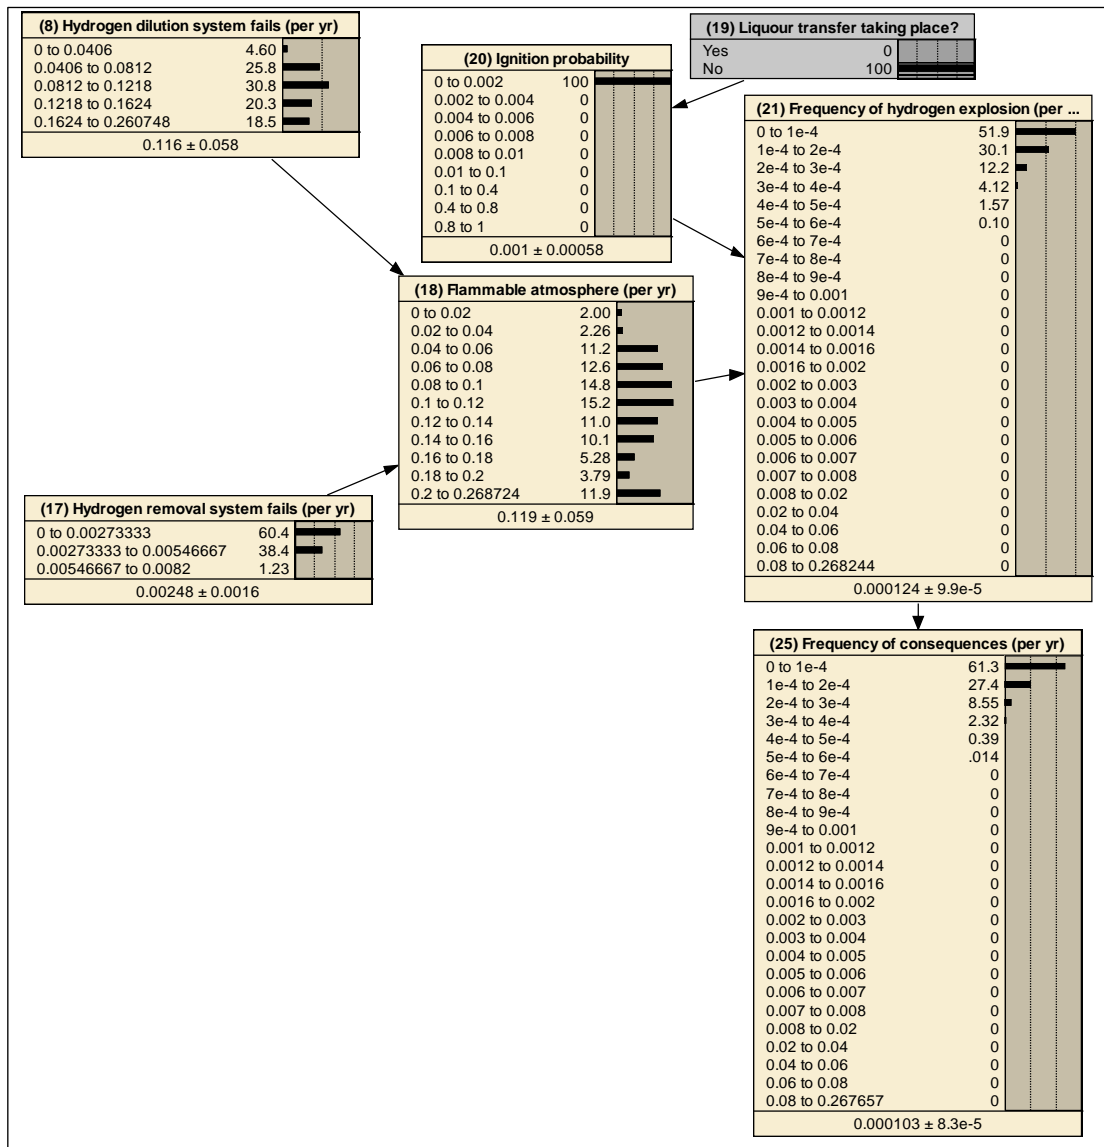 (8) Hydrogen dilution system fails (per yr)
0 to 0.0406 4.60
0.0406 to 0.0812 25.8
0.0812 to 0.1218 30.8
0.1218 to 0.1624 20.3
0.1624 to 0.260748 18.5
0.116 ± 0.058
(20) Ignition probability
0 to 0.002 100
0.002 to 0.004 0
0.004 to 0.006 0
0.006 to 0.008 0
0.008 to 0.01 0
0.01 to 0.1 0
0.1 to 0.4 0
0.4 to 0.8 0
0.8 to 1 0
0.001 ± 0.00058
(19) Liquour transfer taking place?
Yes 0
No 100
(21) Frequency of hydrogen explosion (per ...
0 to 1e-4 51.9
1e-4 to 2e-4 30.1
2e-4 to 3e-4 12.2
3e-4 to 4e-4 4.12
4e-4 to 5e-4 1.57
5e-4 to 6e-4 0.10
6e-4 to 7e-4 0
7e-4 to 8e-4 0
8e-4 to 9e-4 0
9e-4 to 0.001 0
0.001 to 0.0012 0
0.0012 to 0.0014 0
0.0014 to 0.0016 0
0.0016 to 0.002 0
0.002 to 0.003 0
0.003 to 0.004 0
0.004 to 0.005 0
0.005 to 0.006 0
0.006 to 0.007 0
0.007 to 0.008 0
0.008 to 0.02 0
0.02 to 0.04 0
0.04 to 0.06 0
0.06 to 0.08 0
0.08 to 0.268244 0
0.000124 ± 9.9e-5
(18) Flammable atmosphere (per yr)
0 to 0.02 2.00
0.02 to 0.04 2.26
0.04 to 0.06 11.2
0.06 to 0.08 12.6
0.08 to 0.1 14.8
0.1 to 0.12 15.2
0.12 to 0.14 11.0
0.14 to 0.16 10.1
0.16 to 0.18 5.28
0.18 to 0.2 3.79
0.2 to 0.268724 11.9
0.119 ± 0.059
(17) Hydrogen removal system fails (per yr)
0 to 0.00273333 60.4
0.00273333 to 0.00546667 38.4
0.00546667 to 0.0082 1.23
0.00248 ± 0.0016
(25) Frequency of consequences (per yr)
0 to 1e-4 61.3
1e-4 to 2e-4 27.4
2e-4 to 3e-4 8.55
3e-4 to 4e-4 2.32
4e-4 to 5e-4 0.39
5e-4 to 6e-4 .014
6e-4 to 7e-4 0
7e-4 to 8e-4 0
8e-4 to 9e-4 0
9e-4 to 0.001 0
0.001 to 0.0012 0
0.0012 to 0.0014 0
0.0014 to 0.0016 0
0.0016 to 0.002 0
0.002 to 0.003 0
0.003 to 0.004 0
0.004 to 0.005 0
0.005 to 0.006 0
0.006 to 0.007 0
0.007 to 0.008 0
0.008 to 0.02 0
0.02 to 0.04 0
0.04 to 0.06 0
0.06 to 0.08 0
0.08 to 0.267657 0
0.000103 ± 8.3e-5